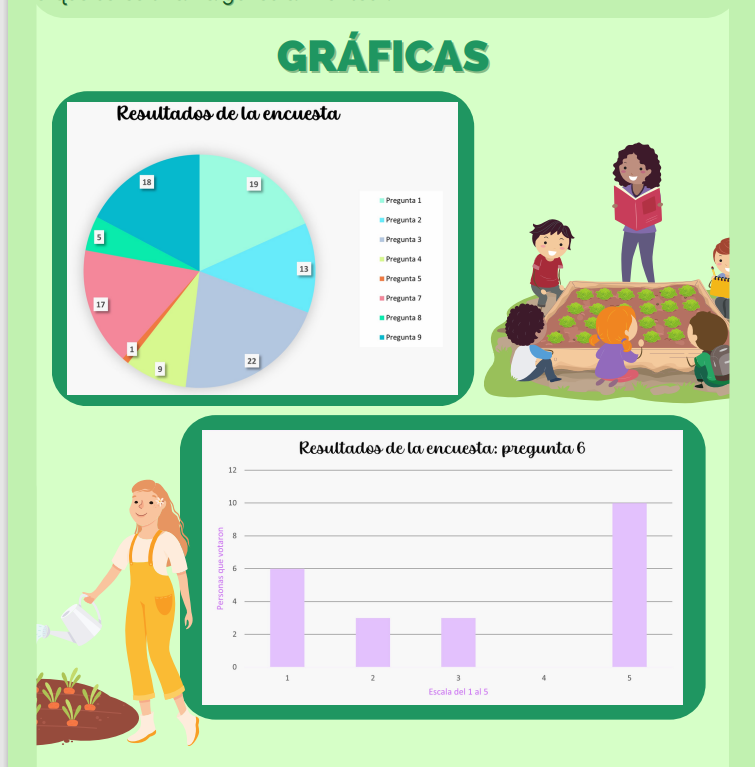 GRÁFICAS
Resultados de la encuesta
18
19
5
13
17
1
9
22
Pregunta 1
Pregunta 2
Pregunta 3
Pregunta 4
Pregunta 5
Pregunta 7
Pregunta 8
Pregunta 9
Resultados de la encuesta: pregunta 6
Personas que votaron
12
10
8
6
4
2
0
1 2 3 4 5
Escala del 1 al 5